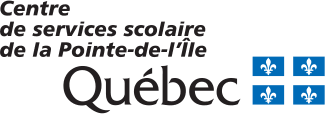 Centre
de services scolaire
de la Pointe-de-l'Île
Québec